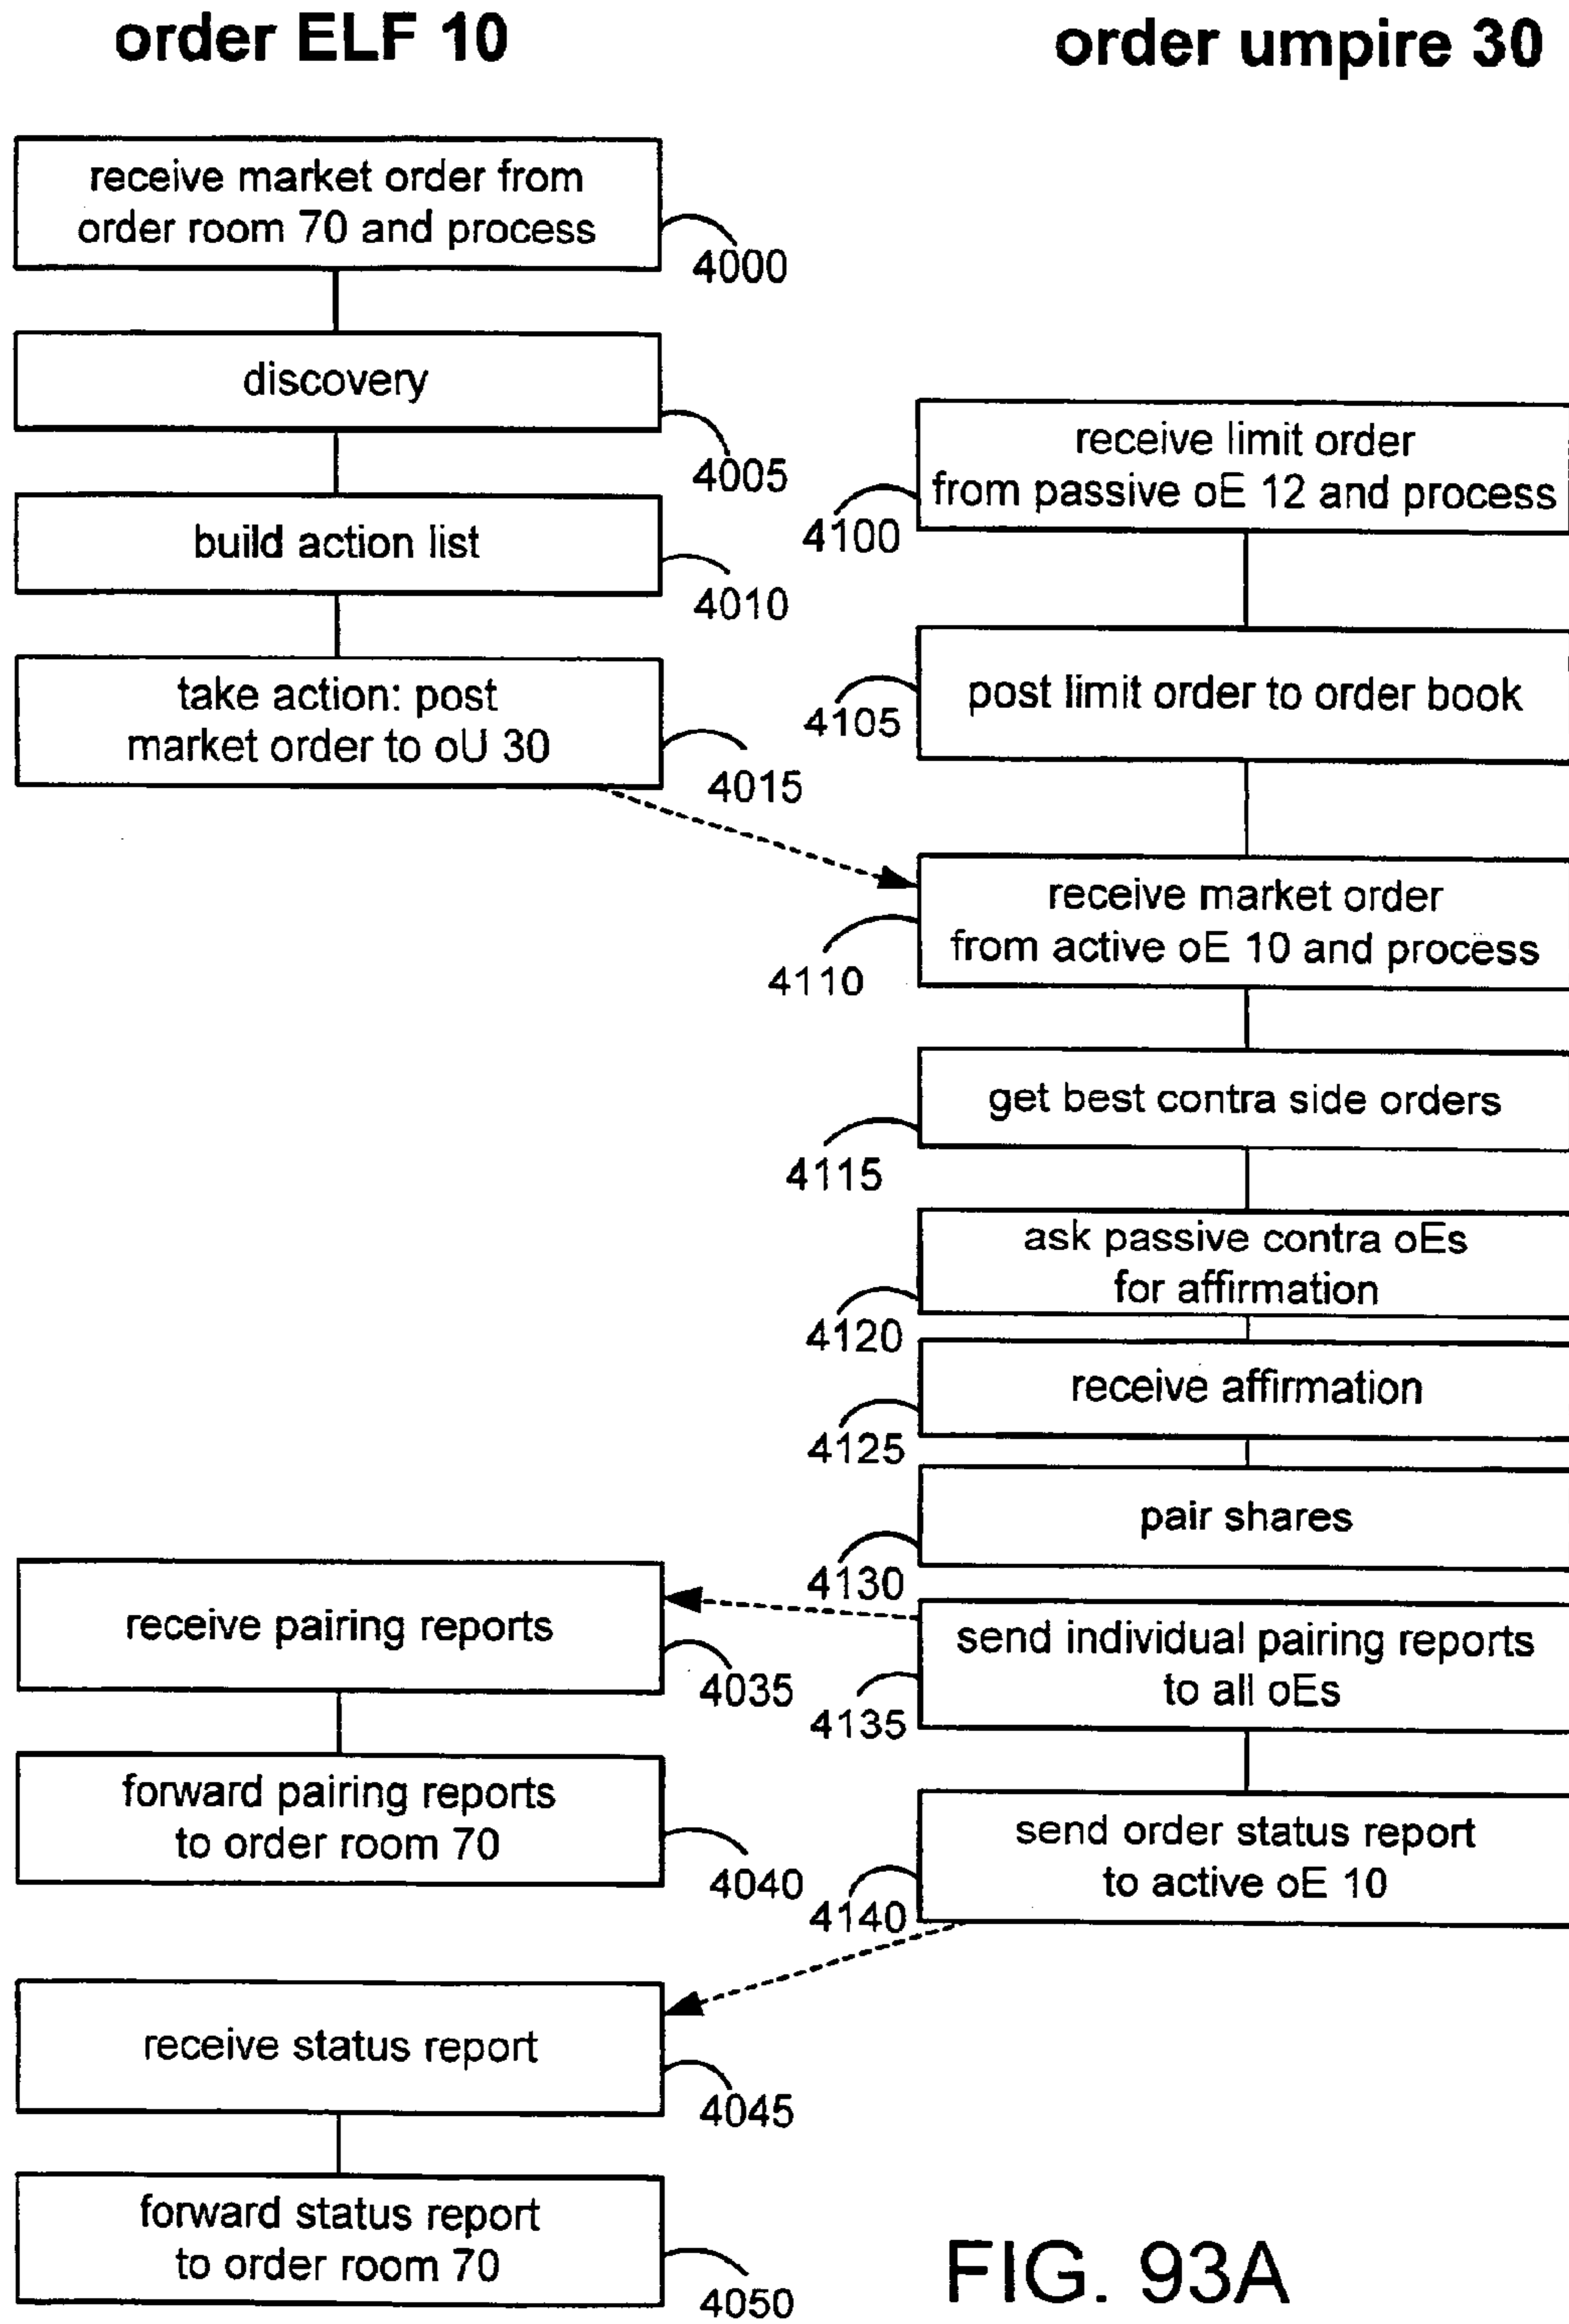 order ELF 10
receive market order from
order room 70 and process
4000
discovery
4005
build action list
4010
take action: post
market order to oU 30
4015
receive pairing reports
4035
forward pairing reports
to order room 70
4040
receive status report
4045
forward status report
to order room 70
4050
order umpire 30
receive limit order
from passive oE 12 and process
4100
post limit order to order book
4105
receive market order
from active oE 10 and process
4110
get best contra side orders
4115
ask passive contra oEs
for affirmation
4120
receive affirmation
4125
pair shares
4130
send individual pairing reports
to all oEs
4135
send order status report
to active oE 10
4140
FIG. 93A